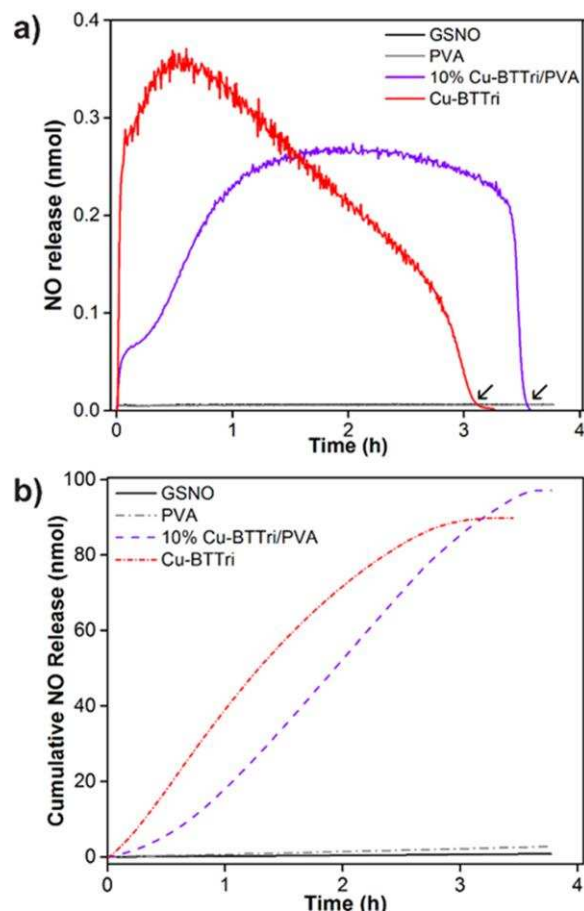 a)
0.4
0.3
0.2
0.1
0.0
NO release (nmol)
GSNO
PVA
10% Cu-BTTri/PVA
Cu-BTTri
0 1 2 3 4
Time (h)
b)
100
80
60
40
20
0
Cumulative NO Release (nmol)
GSNO
PVA
10% Cu-BTTri/PVA
Cu-BTTri
0 1 2 3 4
Time (h)